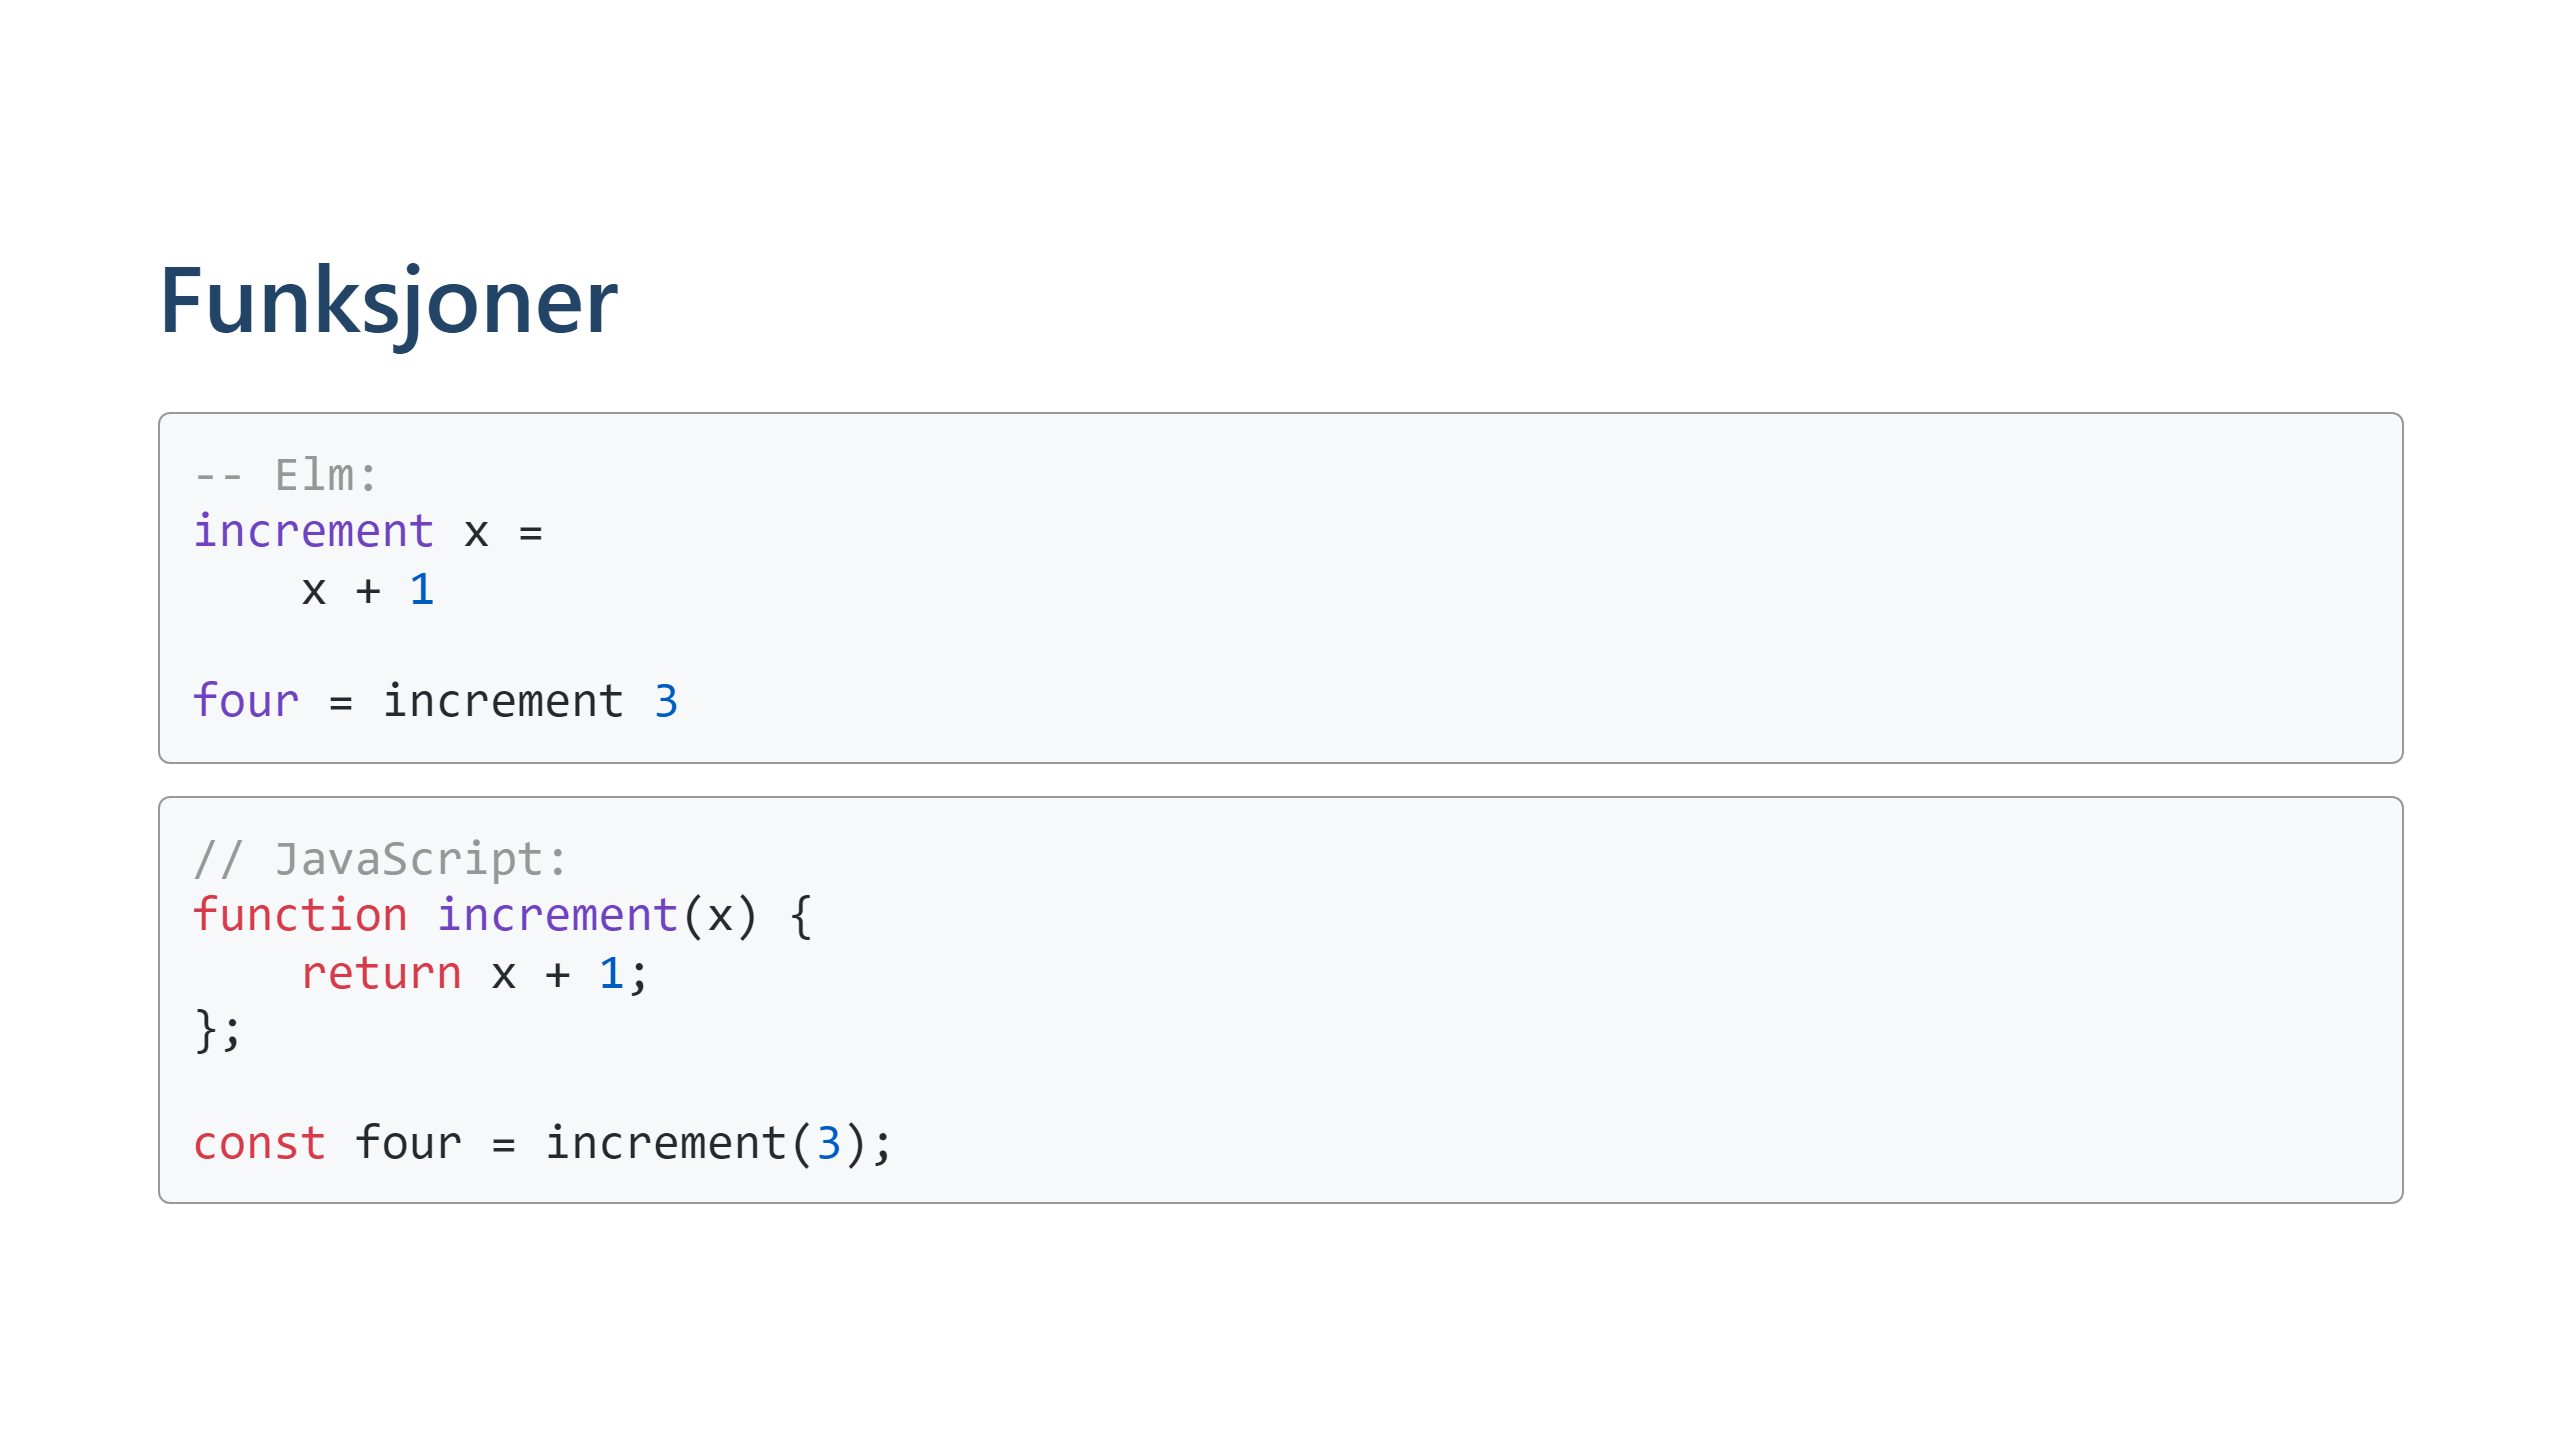 Funksjoner
-- Elm:
increment x =
    x + 1
four = increment 3
// JavaScript:
function increment(x) {
    return x + 1;
};
const four = increment(3);